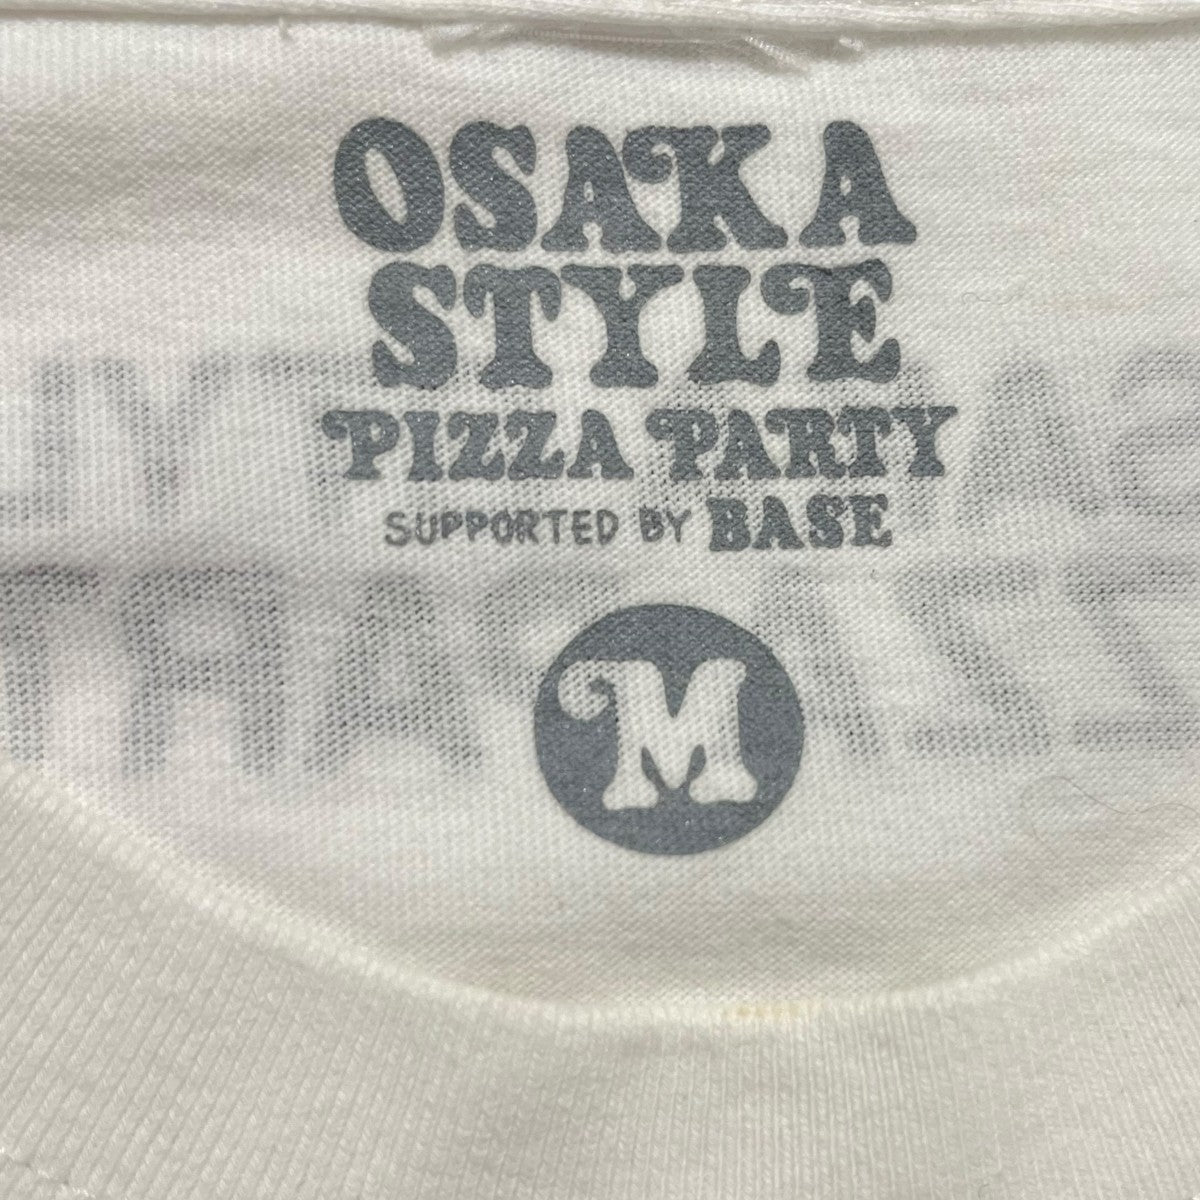 OSAKA
STYLE
PIZZA PARTY
SUPPORTED BY BASE
M